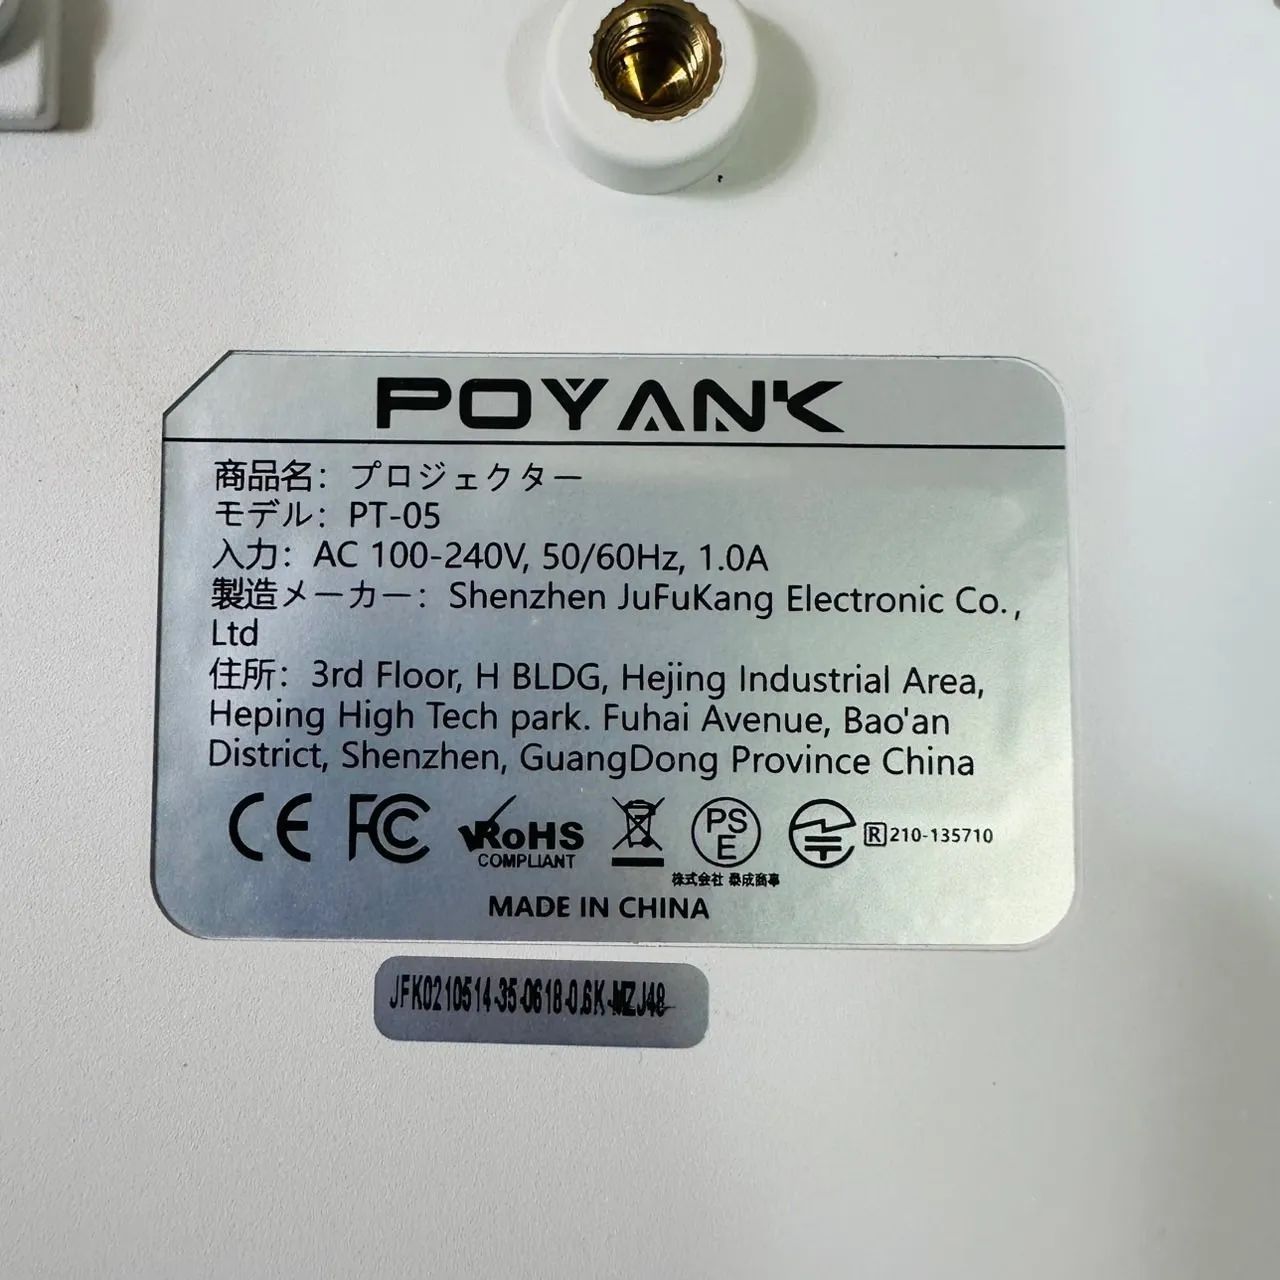 POYANK
商品名：プロジェクター
モデル：PT-05
入力：AC 100-240V, 50/60Hz, 1.0A
製造メーカー：Shenzhen JuFuKang Electronic Co.,
Ltd
住所：3rd Floor, H BLDG, Hejing Industrial Area,
Heping High Tech park. Fuhai Avenue, Bao'an
District, Shenzhen, GuangDong Province China
CE FC RoHS COMPLIANT PSE R 210-135710
株式会社 泰成商事
MADE IN CHINA
JFK0210514-35-0618-0.6K-MZJ48